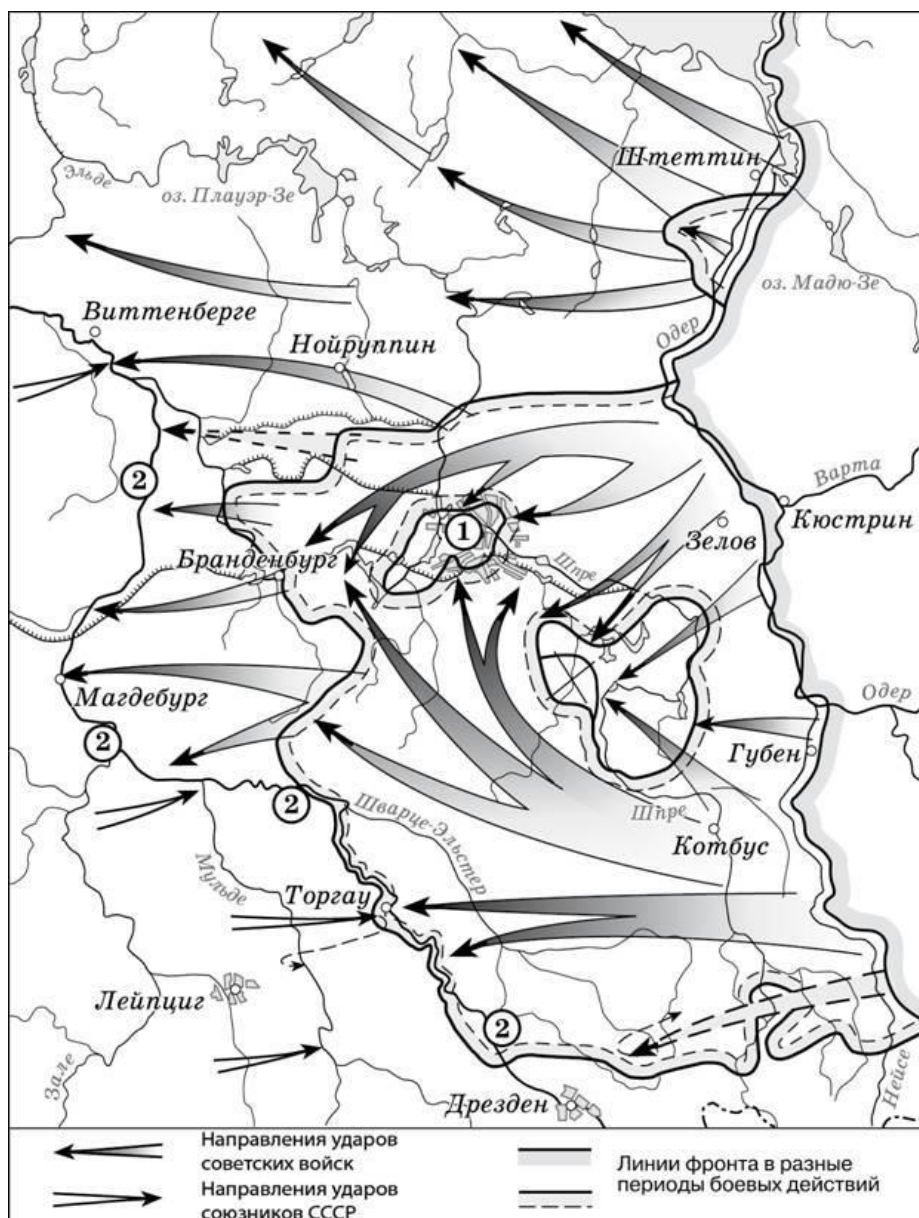 Штеттин
Эльде
оз. Плауэр-Зе
оз. Мадю-Зе
Виттенберге
Одер
Нойруппин
2
Варта
Кюстрин
1
Зелов
Бранденбург
Шпре
Магдебург
Одер
2
Губен
2
Шварце-Эльстер
Шпре
Котбус
Мульде
Торгау
Лейпциг
2
Зале
Дрезден
Нейсе
Направления ударов
советских войск
Направления ударов
союзников СССР
Линии фронта в разные
периоды боевых действий